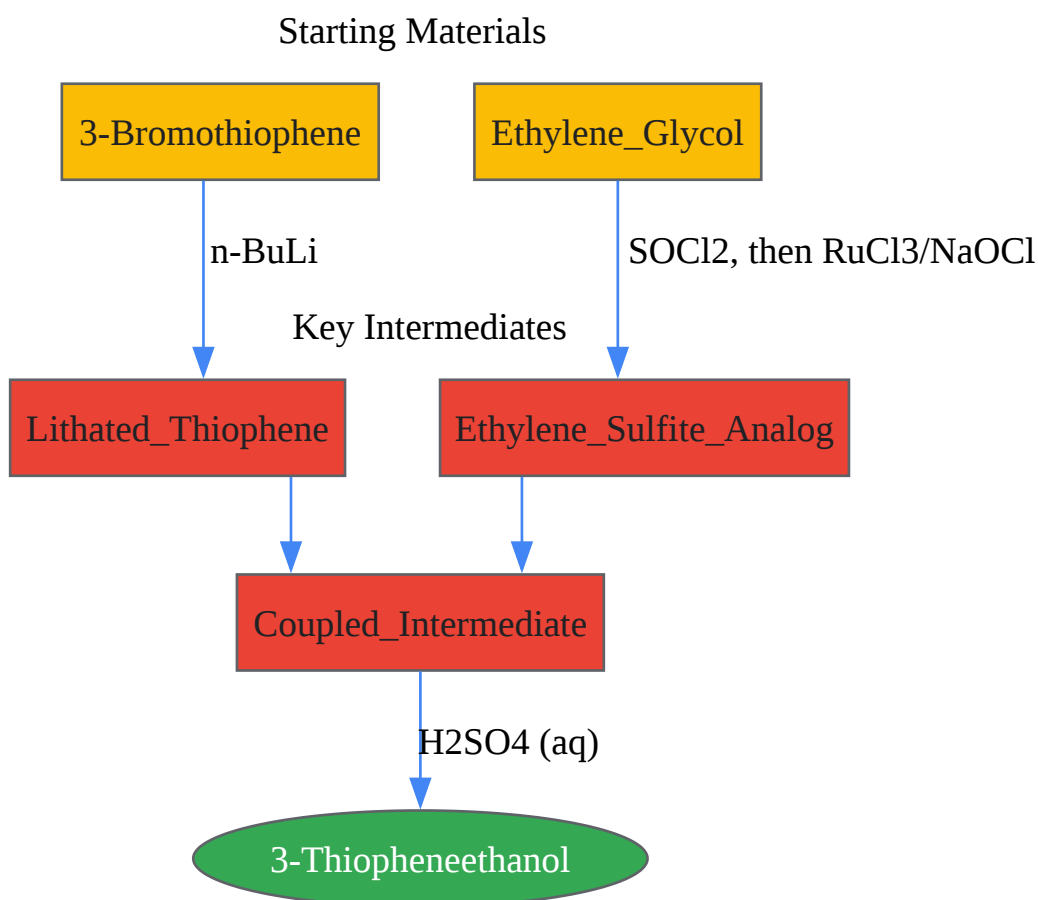 Starting Materials
3-Bromothiophene
Ethylene_Glycol
n-BuLi
SOCl2, then RuCl3/NaOCl
Key Intermediates
Lithated_Thiophene
Ethylene_Sulfite_Analog
Coupled_Intermediate
H2SO4 (aq)
3-Thiopheneethanol